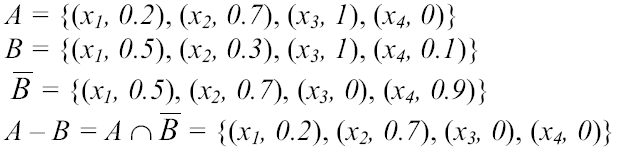 A = {(x₁, 0.2), (x₂, 0.7), (x₃, 1), (x₄, 0)}
B = {(x₁, 0.5), (x₂, 0.3), (x₃, 1), (x₄, 0.1)}
B̅ = {(x₁, 0.5), (x₂, 0.7), (x₃, 0), (x₄, 0.9)}
A – B = A ∩ B̅ = {(x₁, 0.2), (x₂, 0.7), (x₃, 0), (x₄, 0)}